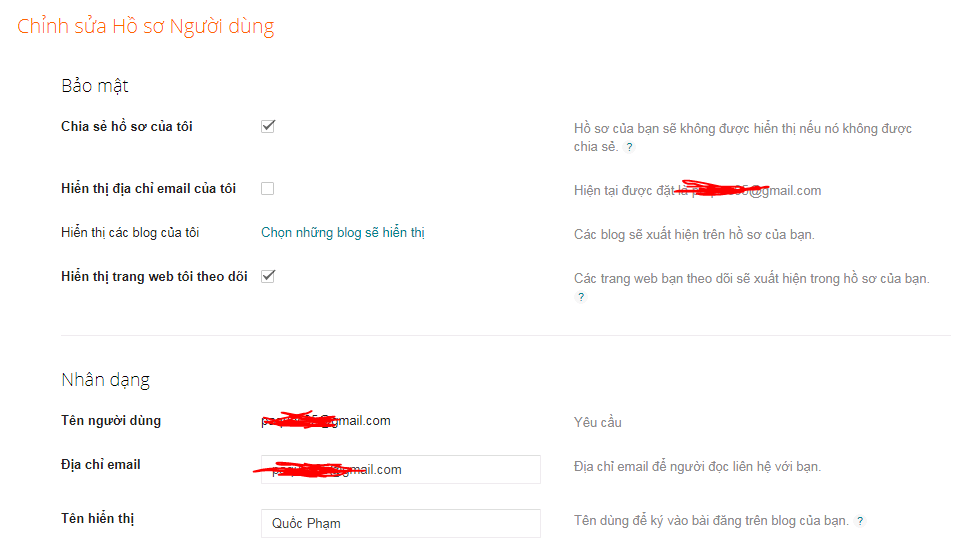 Chỉnh sửa Hồ sơ Người dùng
Bảo mật
Chia sẻ hồ sơ của tôi
Hồ sơ của bạn sẽ không được hiển thị nếu nó không được
chia sẻ. ?
Hiển thị địa chỉ email của tôi
Hiện tại được đặt là @gmail.com
Hiển thị các blog của tôi
Chọn những blog sẽ hiển thị
Các blog sẽ xuất hiện trên hồ sơ của bạn.
Hiển thị trang web tôi theo dõi
Các trang web bạn theo dõi sẽ xuất hiện trong hồ sơ của bạn.
?
Nhân dạng
Tên người dùng
@gmail.com
Yêu cầu
Địa chỉ email
gmail.com
Địa chỉ email để người đọc liên hệ với bạn.
Tên hiển thị
Quốc Phạm
Tên dùng để ký vào bài đăng trên blog của bạn. ?